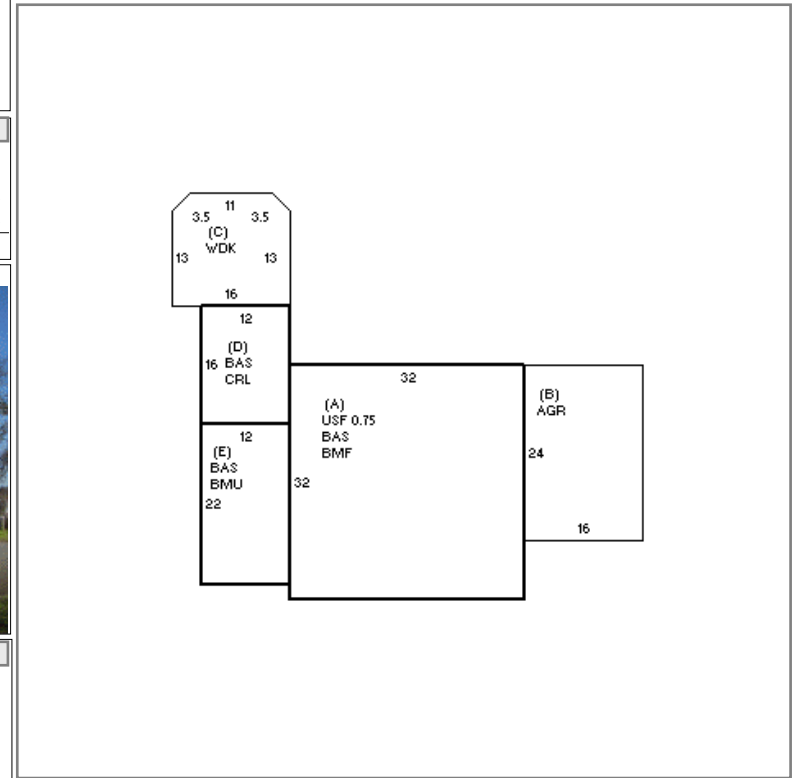 11
3.5 3.5
(C)
WDK
13 13
16
12
(D)
16 BAS
CRL
32
(A)
USF 0.75
BAS
BMF
32
(B)
AGR
24
16
12
(E)
BAS
BMU
22